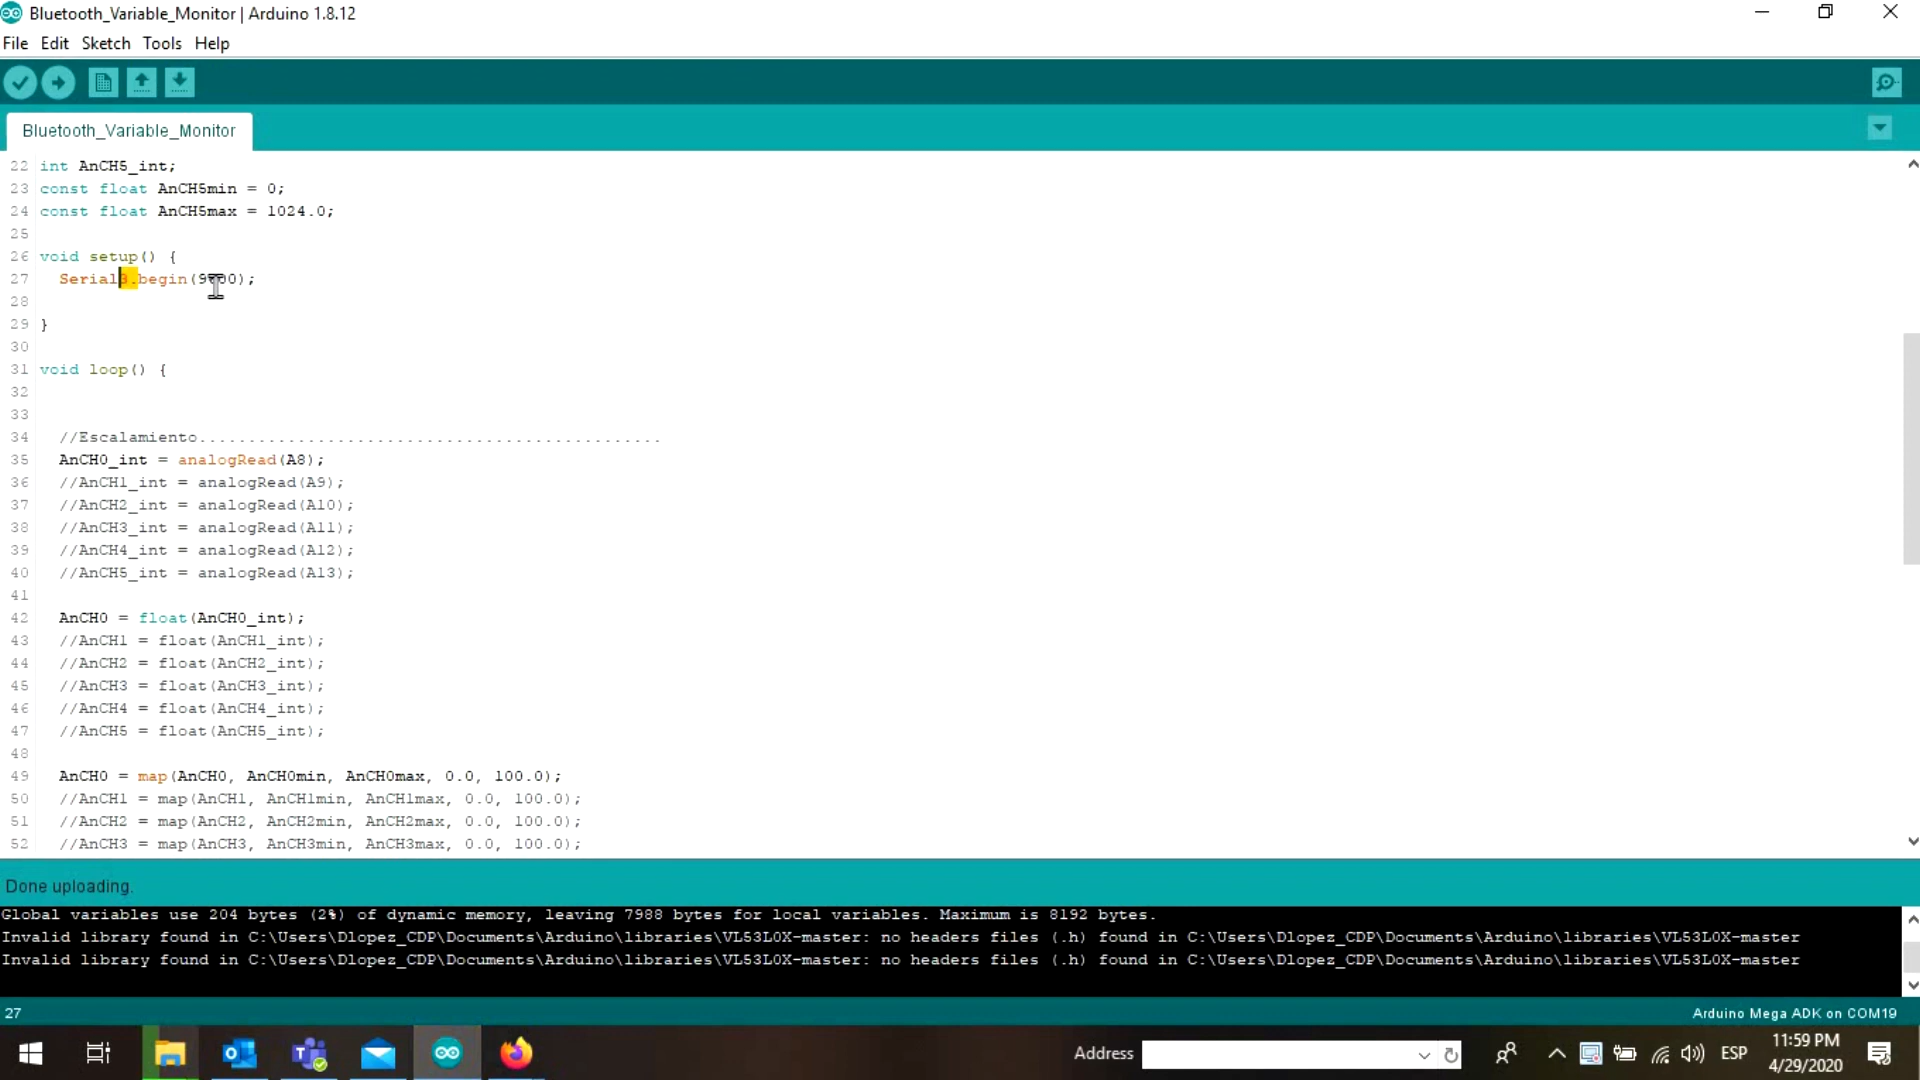 Bluetooth_Variable_Monitor | Arduino 1.8.12
File Edit Sketch Tools Help
Bluetooth_Variable_Monitor
22 int AnCH5_int;
23 const float AnCH5min = 0;
24 const float AnCH5max = 1024.0;
25
26 void setup() {
27 Serial3.begin(9600);
28
29 }
30
31 void loop() {
32
33
34 //Escalamiento...............................................
35 AnCH0_int = analogRead(A8);
36 //AnCH1_int = analogRead(A9);
37 //AnCH2_int = analogRead(A10);
38 //AnCH3_int = analogRead(A11);
39 //AnCH4_int = analogRead(A12);
40 //AnCH5_int = analogRead(A13);
41
42 AnCH0 = float(AnCH0_int);
43 //AnCH1 = float(AnCH1_int);
44 //AnCH2 = float(AnCH2_int);
45 //AnCH3 = float(AnCH3_int);
46 //AnCH4 = float(AnCH4_int);
47 //AnCH5 = float(AnCH5_int);
48
49 AnCH0 = map(AnCH0, AnCH0min, AnCH0max, 0.0, 100.0);
50 //AnCH1 = map(AnCH1, AnCH1min, AnCH1max, 0.0, 100.0);
51 //AnCH2 = map(AnCH2, AnCH2min, AnCH2max, 0.0, 100.0);
52 //AnCH3 = map(AnCH3, AnCH3min, AnCH3max, 0.0, 100.0);
Done uploading.
Global variables use 204 bytes (2%) of dynamic memory, leaving 7988 bytes for local variables. Maximum is 8192 bytes.
Invalid library found in C:\Users\Dlopez_CDP\Documents\Arduino\libraries\VL53L0X-master: no headers files (.h) found in C:\Users\Dlopez_CDP\Documents\Arduino\libraries\VL53L0X-master
Invalid library found in C:\Users\Dlopez_CDP\Documents\Arduino\libraries\VL53L0X-master: no headers files (.h) found in C:\Users\Dlopez_CDP\Documents\Arduino\libraries\VL53L0X-master
27 Arduino Mega ADK on COM19
Address ESP 11:59 PM
4/29/2020